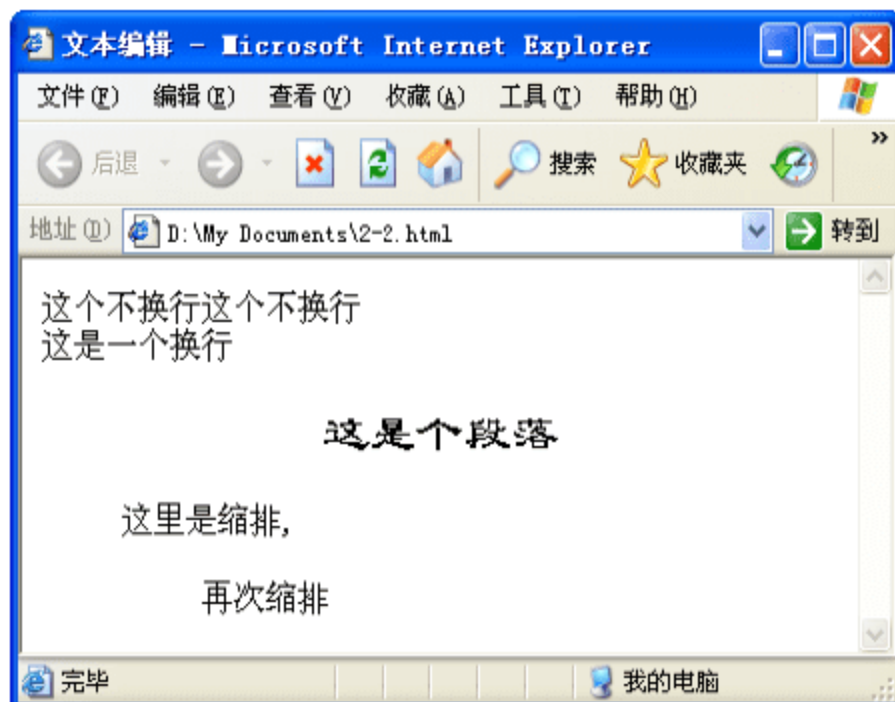 文本编辑 - Microsoft Internet Explorer
文件(F) 编辑(E) 查看(V) 收藏(A) 工具(T) 帮助(H)
后退 搜索 收藏夹 »
地址(D) D:\My Documents\2-2.html 转到
这个不换行这个不换行
这是一个换行
这是个段落
这里是缩排,
再次缩排
完毕 我的电脑